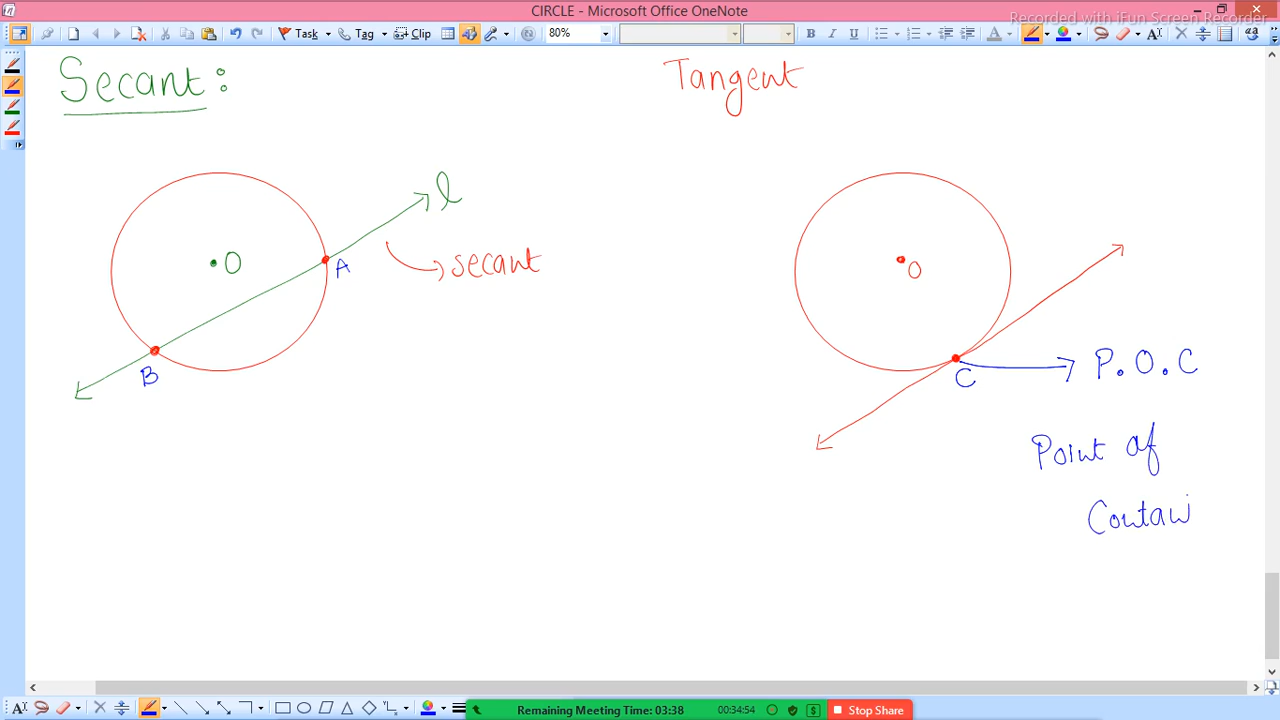 CIRCLE - Microsoft Office OneNote
Recorded with iFun Screen Recorder
Task
Tag
Clip
80%
B I U
A
Secant:
Tangent
l
O
A
secant
B
O
C
P.O.C
Point of
Remaining Meeting Time: 03:38
00:34:54
Stop Share